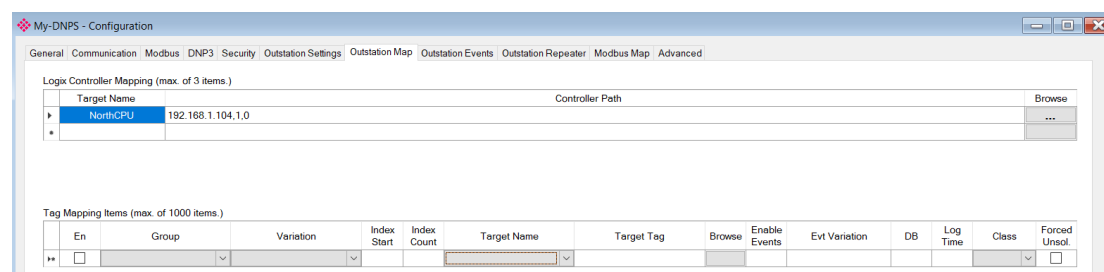 My-DNPS - Configuration
General Communication Modbus DNP3 Security Outstation Settings Outstation Map Outstation Events Outstation Repeater Modbus Map Advanced
Logix Controller Mapping (max. of 3 items.)
Target Name Controller Path Browse
NorthCPU 192.168.1.104,1,0 ...
Tag Mapping Items (max. of 1000 items.)
En Group Variation Index Start Index Count Target Name Target Tag Browse Enable Events Evt Variation DB Log Time Class Forced Unsol.